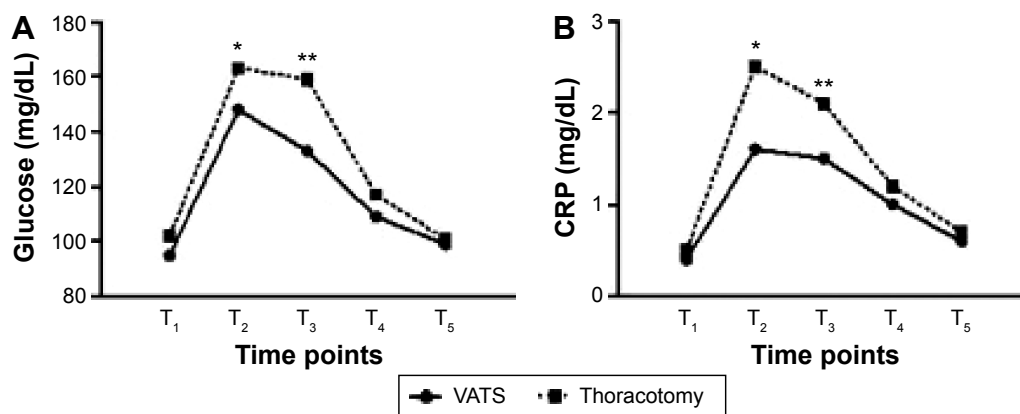 A
Glucose (mg/dL)
180
160
140
120
100
80
* **
T₁ T₂ T₃ T₄ T₅
Time points
B
CRP (mg/dL)
3
2
1
0
* **
T₁ T₂ T₃ T₄ T₅
Time points
VATS Thoracotomy